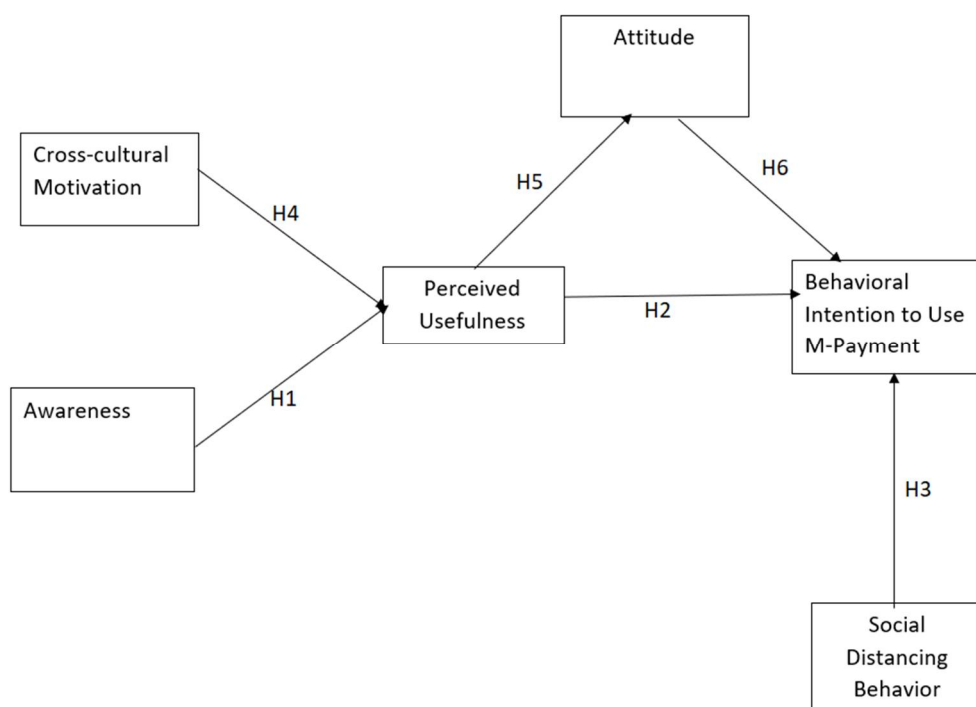 Attitude
Cross-cultural
Motivation
H5
H6
H4
Perceived
Usefulness
Behavioral
Intention to Use
M-Payment
H2
H1
Awareness
H3
Social
Distancing
Behavior